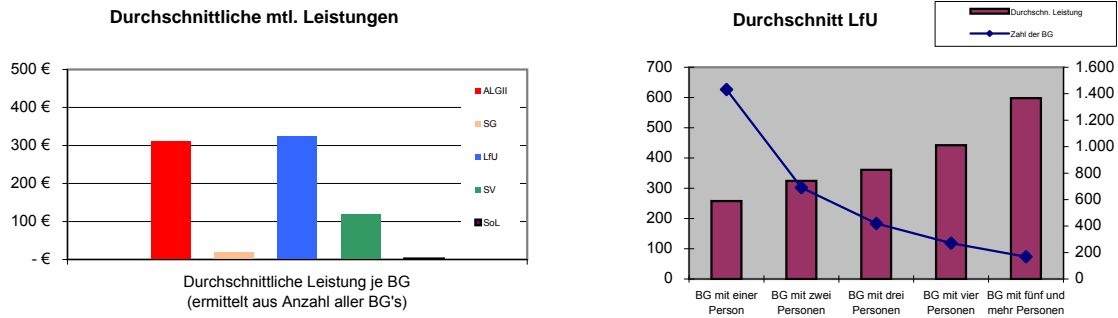 Durchschnittliche mtl. Leistungen
500 €
400 €
300 €
200 €
100 €
- €
ALGII
SG
LfU
SV
SoL
Durchschnittliche Leistung je BG
(ermittelt aus Anzahl aller BG's)
Durchschnitt LfU
Durchschn. Leistung
Zahl der BG
700
600
500
400
300
200
100
0
1.600
1.400
1.200
1.000
800
600
400
200
0
BG mit einer
Person
BG mit zwei
Personen
BG mit drei
Personen
BG mit vier
Personen
BG mit fünf und
mehr Personen